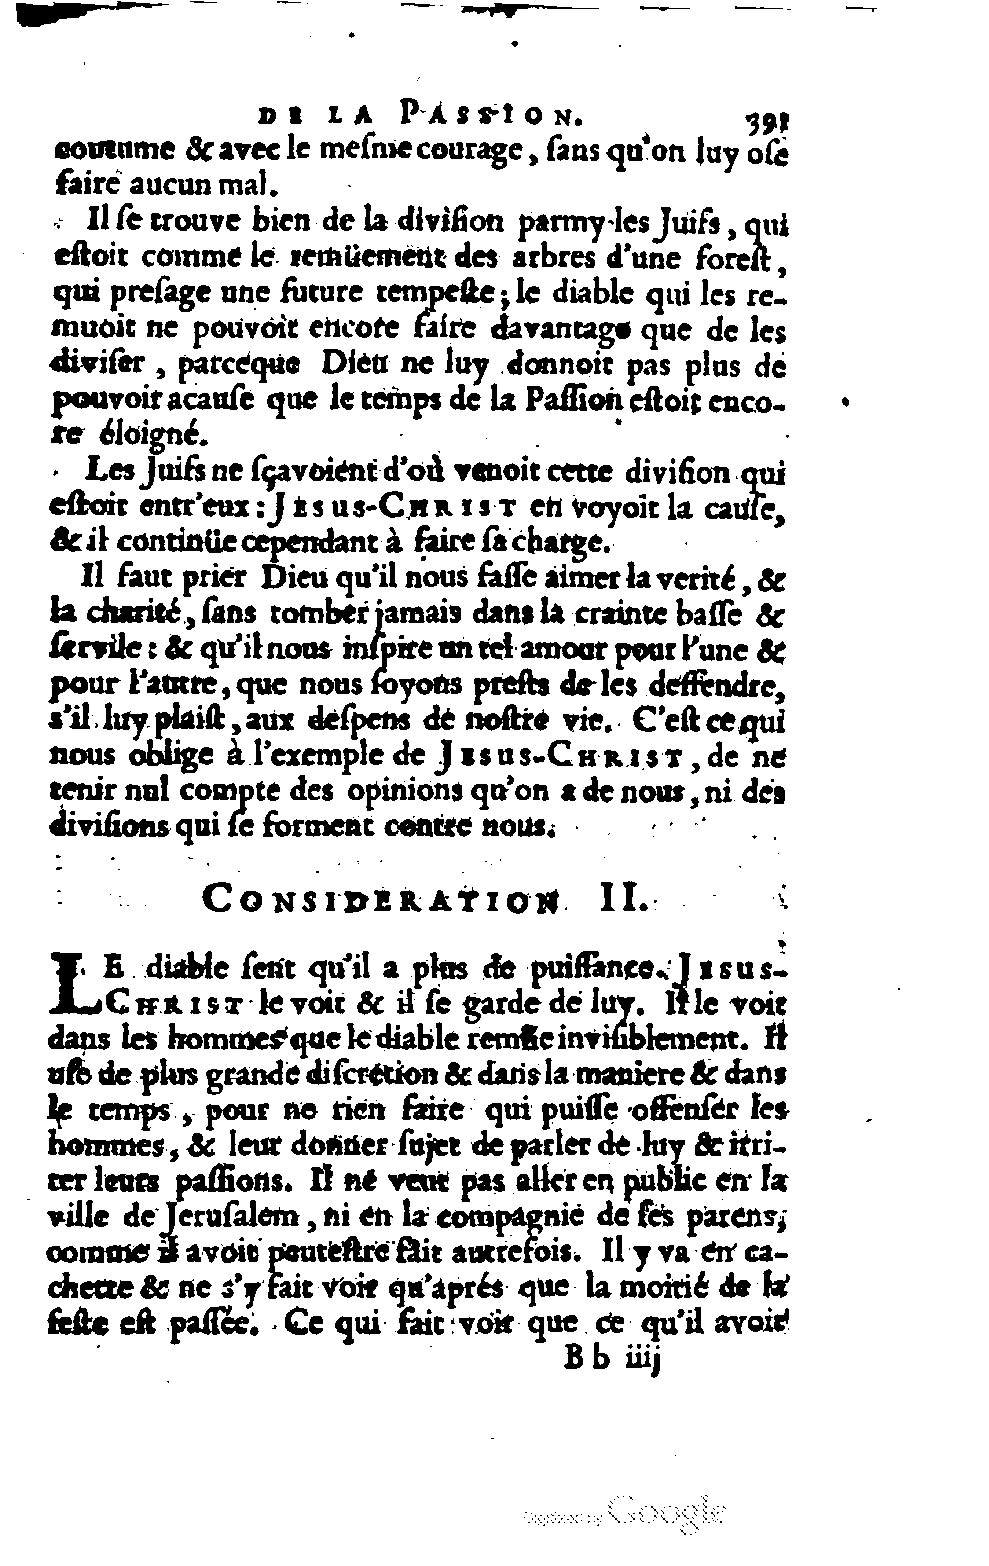 DE LA PASSION. 391
coutume & avec le meſme courage, ſans qu'on luy oſe
faire aucun mal.
Il ſe trouve bien de la diviſion parmy les Juifs, qui
eſtoit comme le remüement des arbres d'une foreſt,
qui preſage une future tempeſte; le diable qui les re-
muoit ne pouvoit encore faire davantage que de les
diviſer, parceque Dieu ne luy donnoit pas plus de
pouvoir acauſe que le temps de la Paſſion eſtoit enco-
re éloigné.
Les Juifs ne ſçavoient d'où venoit cette diviſion qui
eſtoit entr'eux: JESUS-CHRIST en voyoit la cauſe,
& il continüe cependant à faire ſa charge.
Il faut prier Dieu qu'il nous faſſe aimer la verité, &
la charité, ſans tomber jamais dans la crainte baſſe &
ſervile: & qu'il nous inſpire un tel amour pour l'une &
pour l'autre, que nous ſoyons preſts de les deffendre,
s'il luy plaiſt, aux deſpens de noſtre vie. C'eſt ce qui
nous oblige à l'exemple de JESUS-CHRIST, de ne
tenir nul compte des opinions qu'on a de nous, ni des
diviſions qui ſe forment contre nous.
CONSIDERATION II.
LE diable ſent qu'il a plus de puiſſance. JESUS-
CHRIST le voit & il ſe garde de luy. Il le voit
dans les hommes que le diable remüe inviſiblement. Il
uſe de plus grande diſcrétion & dans la maniere & dans
le temps, pour ne rien faire qui puiſſe offenſer les
hommes, & leur donner ſujet de parler de luy & irri-
ter leurs paſſions. Il ne veut pas aller en public en la
ville de Jeruſalem, ni en la compagnie de ſes parens,
comme il avoit peuteſtre fait autrefois. Il y va en ca-
chette & ne s'y fait voir qu'aprés que la moitié de la
feſte eſt paſſée. Ce qui fait voir que ce qu'il avoit
B b iiij
Digitized by Google